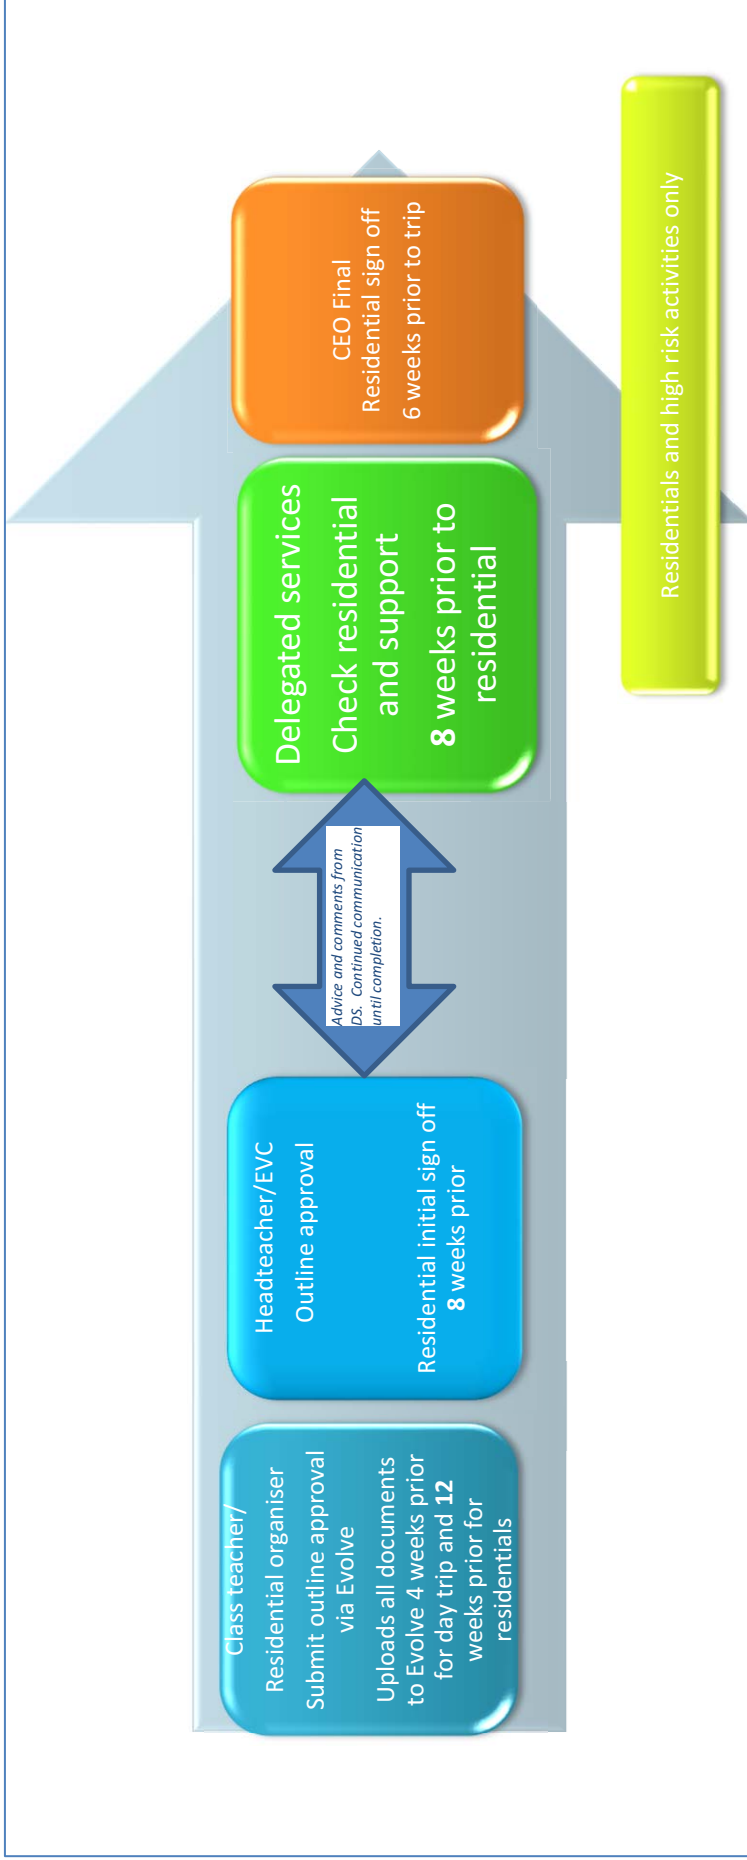 Class teacher/
Residential organiser
Submit outline approval
via Evolve
Uploads all documents
to Evolve 4 weeks prior
for day trip and 12
weeks prior for
residentials
Headteacher/EVC
Outline approval
Residential initial sign off
8 weeks prior
Advice and comments from
DS.  Continued communication
until completion.
Delegated services
Check residential
and support
8 weeks prior to
residential
CEO Final
Residential sign off
6 weeks prior to trip
Residentials and high risk activities only